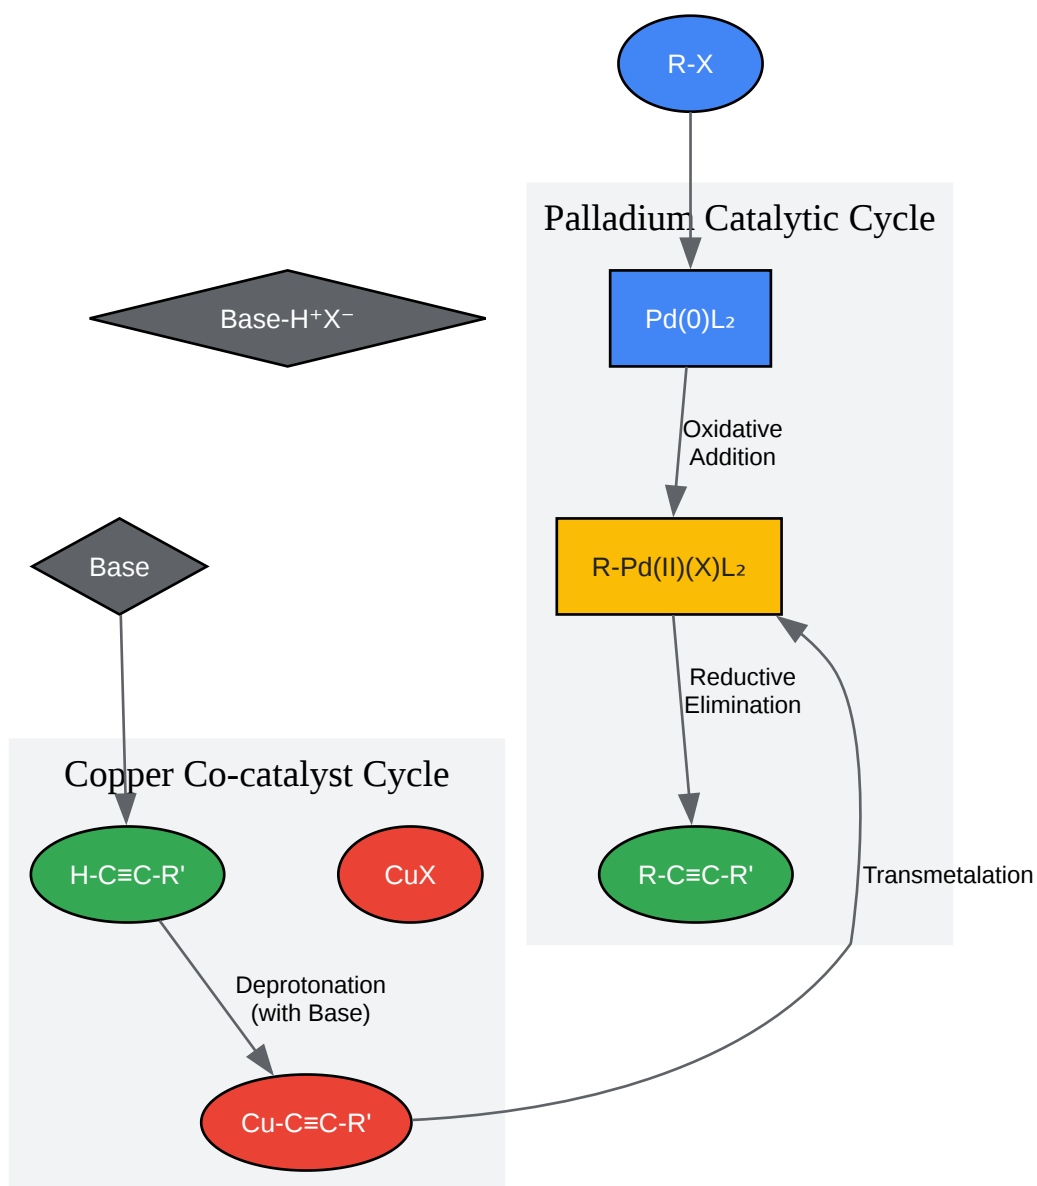 R-X
Palladium Catalytic Cycle
Base-H⁺X⁻
Pd(0)L₂
Oxidative
Addition
Base
R-Pd(II)(X)L₂
Reductive
Elimination
Copper Co-catalyst Cycle
H-C≡C-R'
CuX
R-C≡C-R'
Transmetalation
Deprotonation
(with Base)
Cu-C≡C-R'